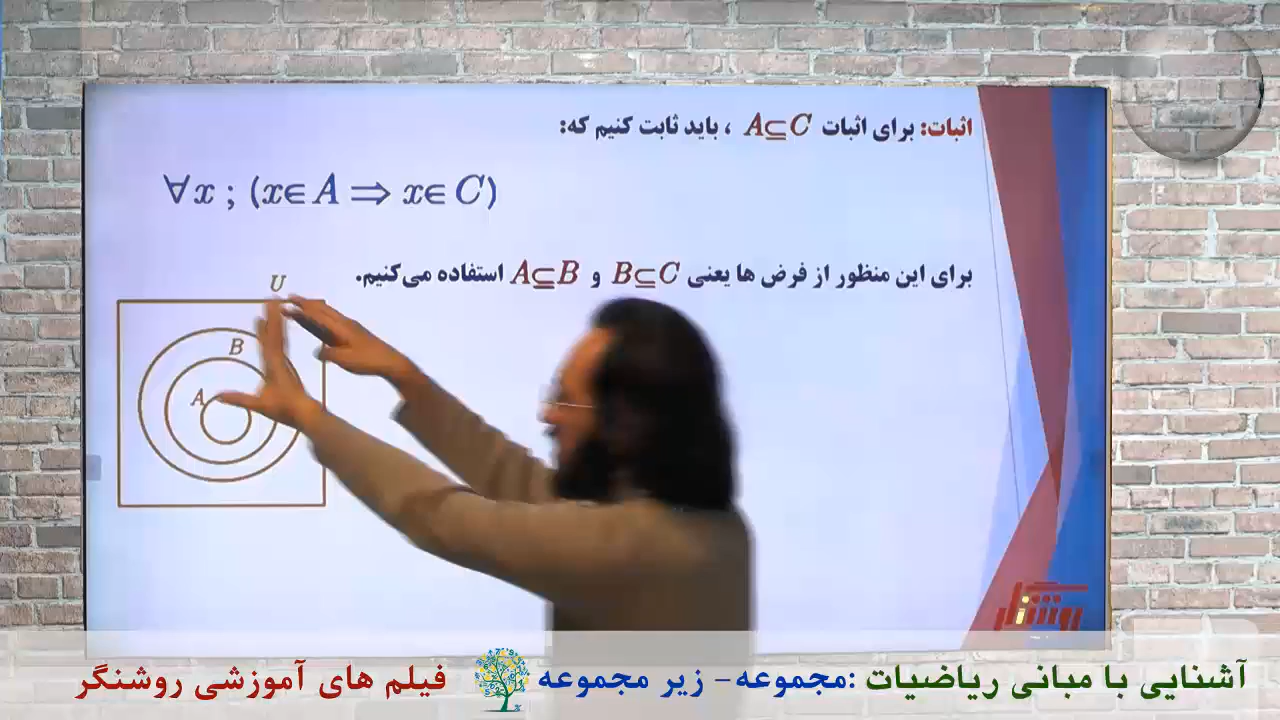 اثبات: برای اثبات A⊆C ، باید ثابت کنیم که:
∀x ; (x∈A ⇒ x∈C)
برای این منظور از فرض ها یعنی B⊆C و A⊆B استفاده می‌کنیم.
U
B
A
روشنگر
آشنایی با مبانی ریاضیات :مجموعه- زیر مجموعه فیلم های آموزشی روشنگر